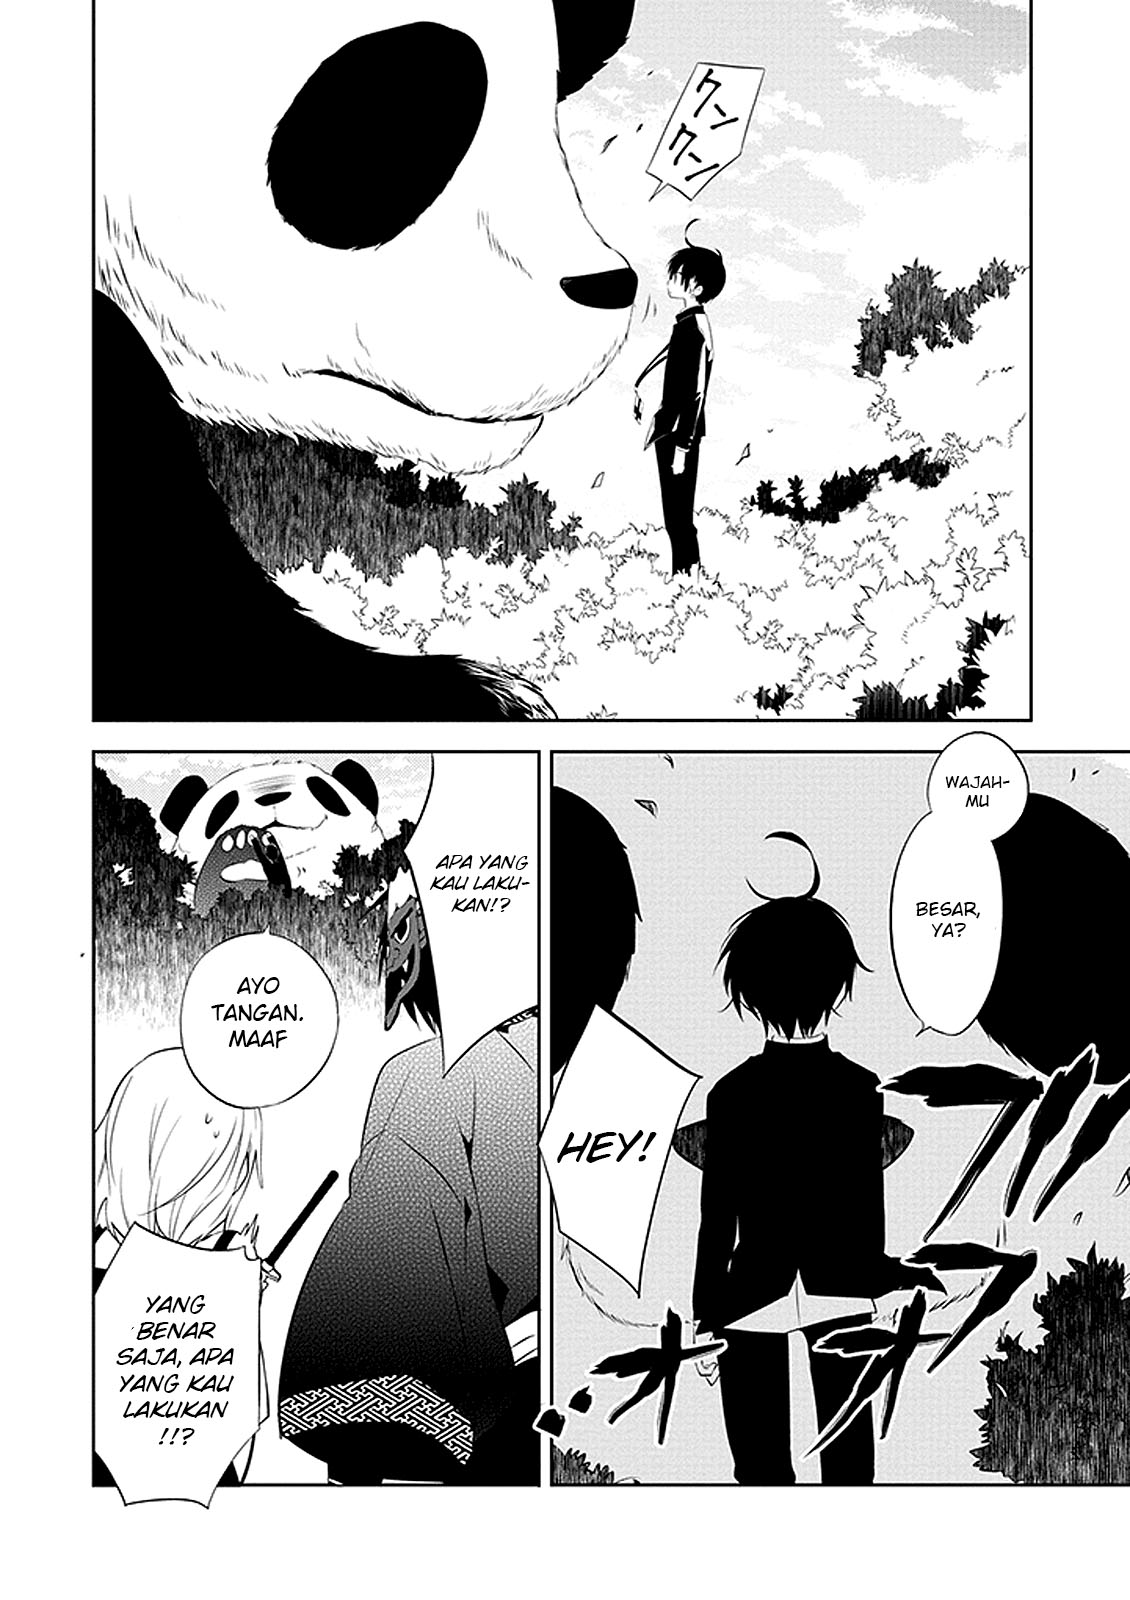 クン
クン
WAJAH-
MU
BESAR,
YA?
HEY!
ブオオ
APA YANG
KAU LAKU-
KAN!?
AYO
TANGAN.
MAAF
YANG
BENAR
SAJA, APA
YANG KAU
LAKUKAN
!!?